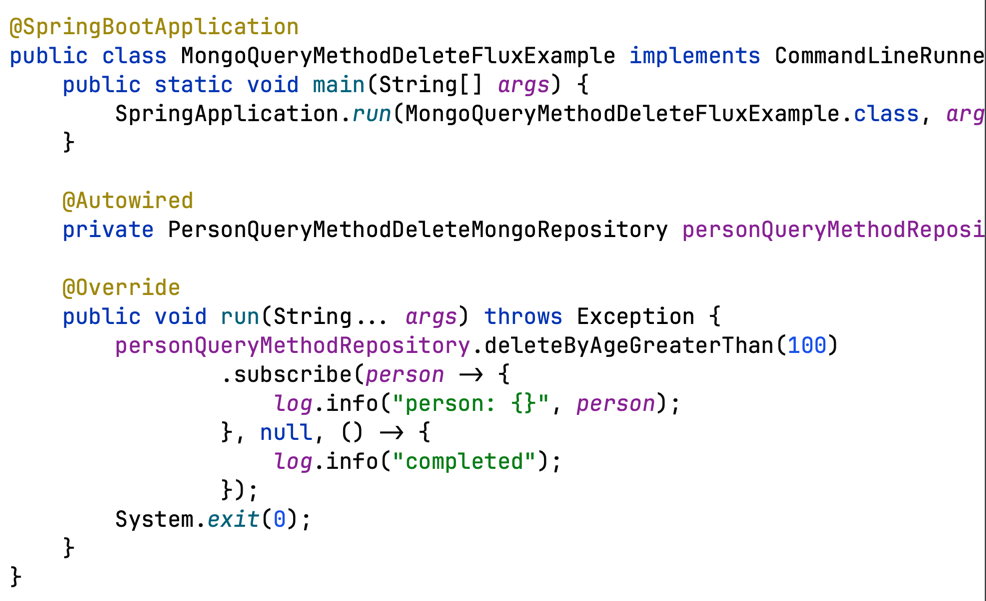 @SpringBootApplication
public class MongoQueryMethodDeleteFluxExample implements CommandLineRunne
public static void main(String[] args) {
SpringApplication.run(MongoQueryMethodDeleteFluxExample.class, arg
}
@Autowired
private PersonQueryMethodDeleteMongoRepository personQueryMethodReposi
@Override
public void run(String... args) throws Exception {
personQueryMethodRepository.deleteByAgeGreaterThan(100)
.subscribe(person -> {
log.info("person: {}", person);
}, null, () -> {
log.info("completed");
});
System.exit(0);
}
}